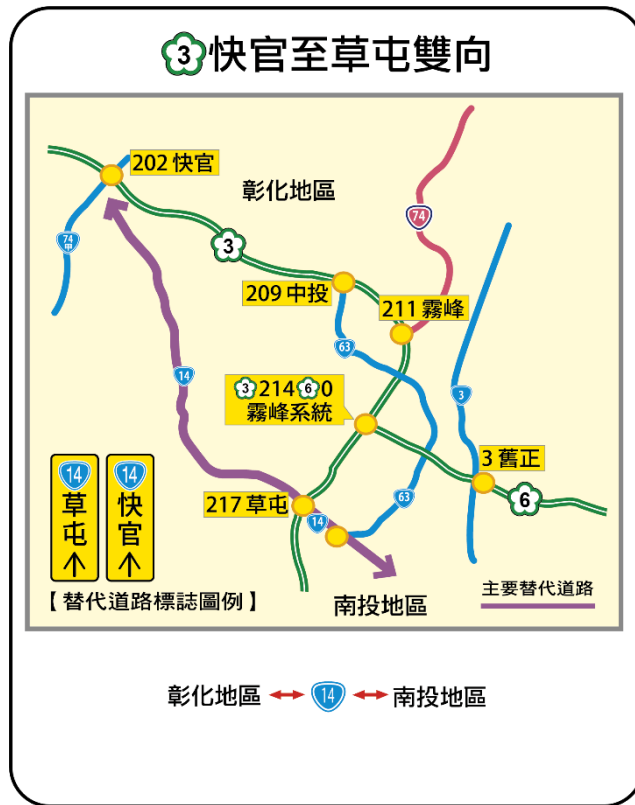 3快官至草屯雙向
202 快官
彰化地區
74
74甲
3
209 中投
211 霧峰
63
14
3 214 6 0
霧峰系統
3
3 舊正
6
217 草屯
14
63
14 草屯↑
14 快官↑
【替代道路標誌圖例】
南投地區
主要替代道路
彰化地區 ↔ 14 ↔ 南投地區